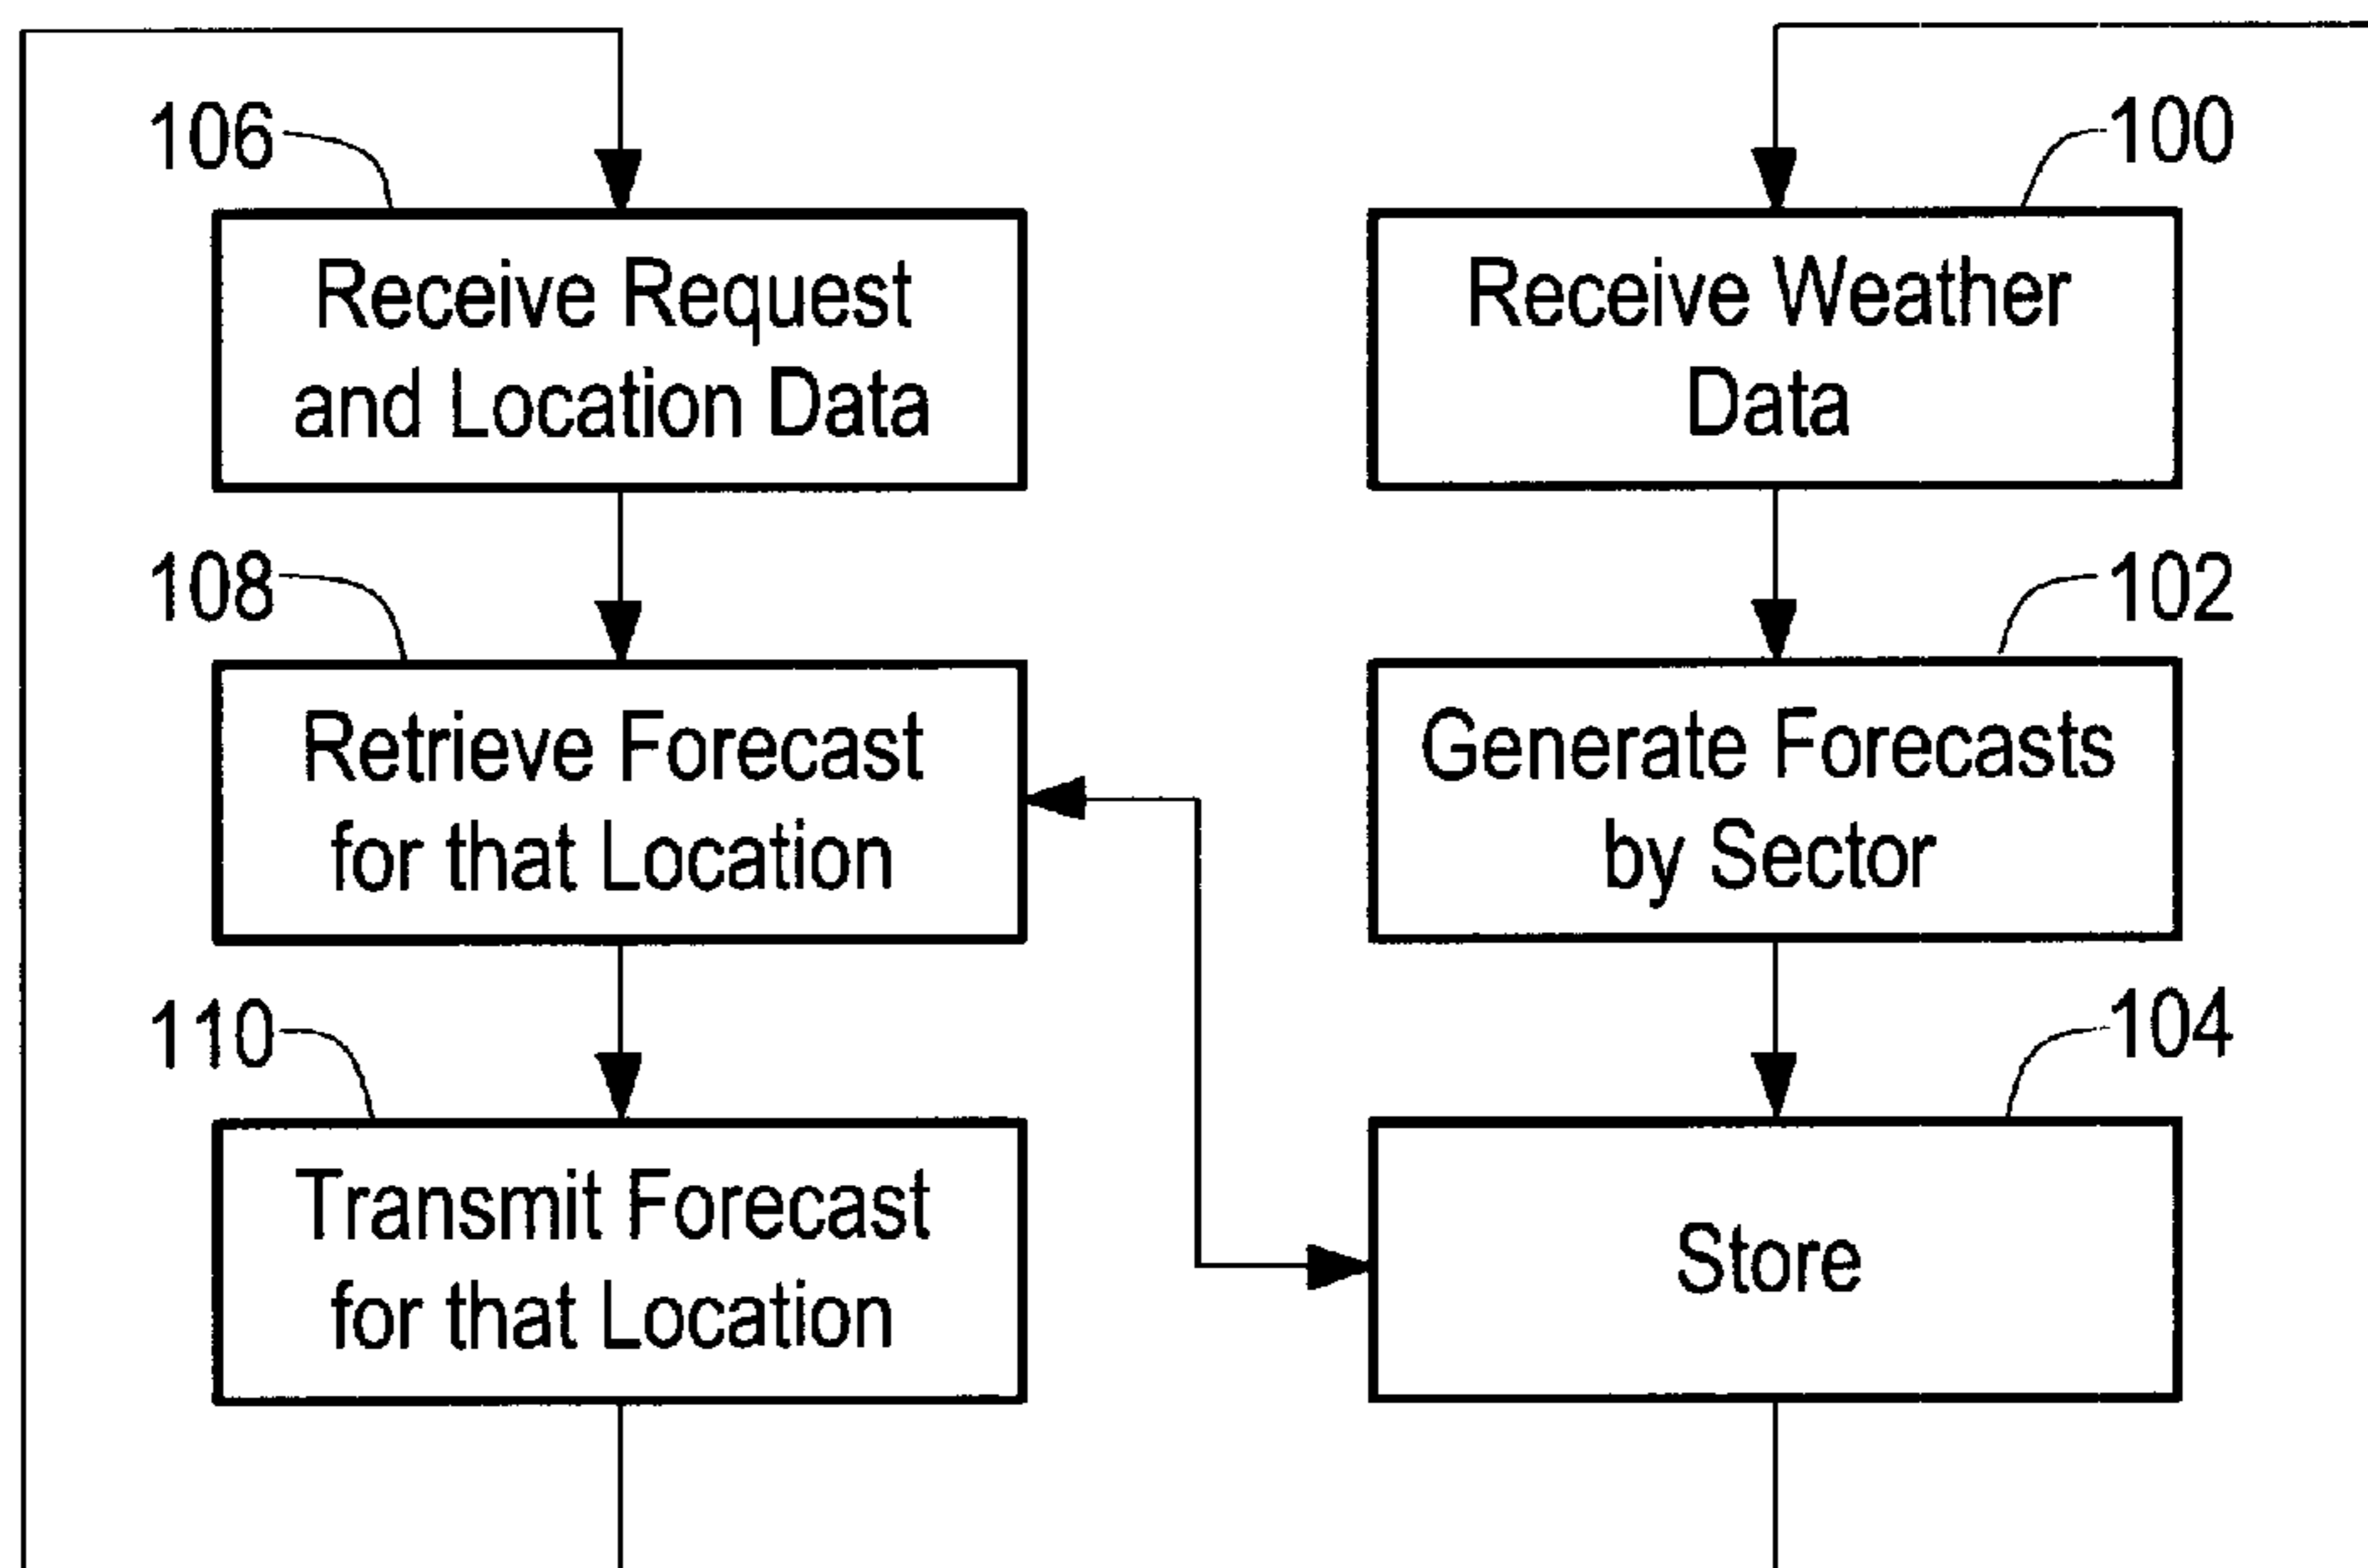 106
Receive Request
and Location Data
108
Retrieve Forecast
for that Location
110
Transmit Forecast
for that Location
100
Receive Weather
Data
102
Generate Forecasts
by Sector
104
Store